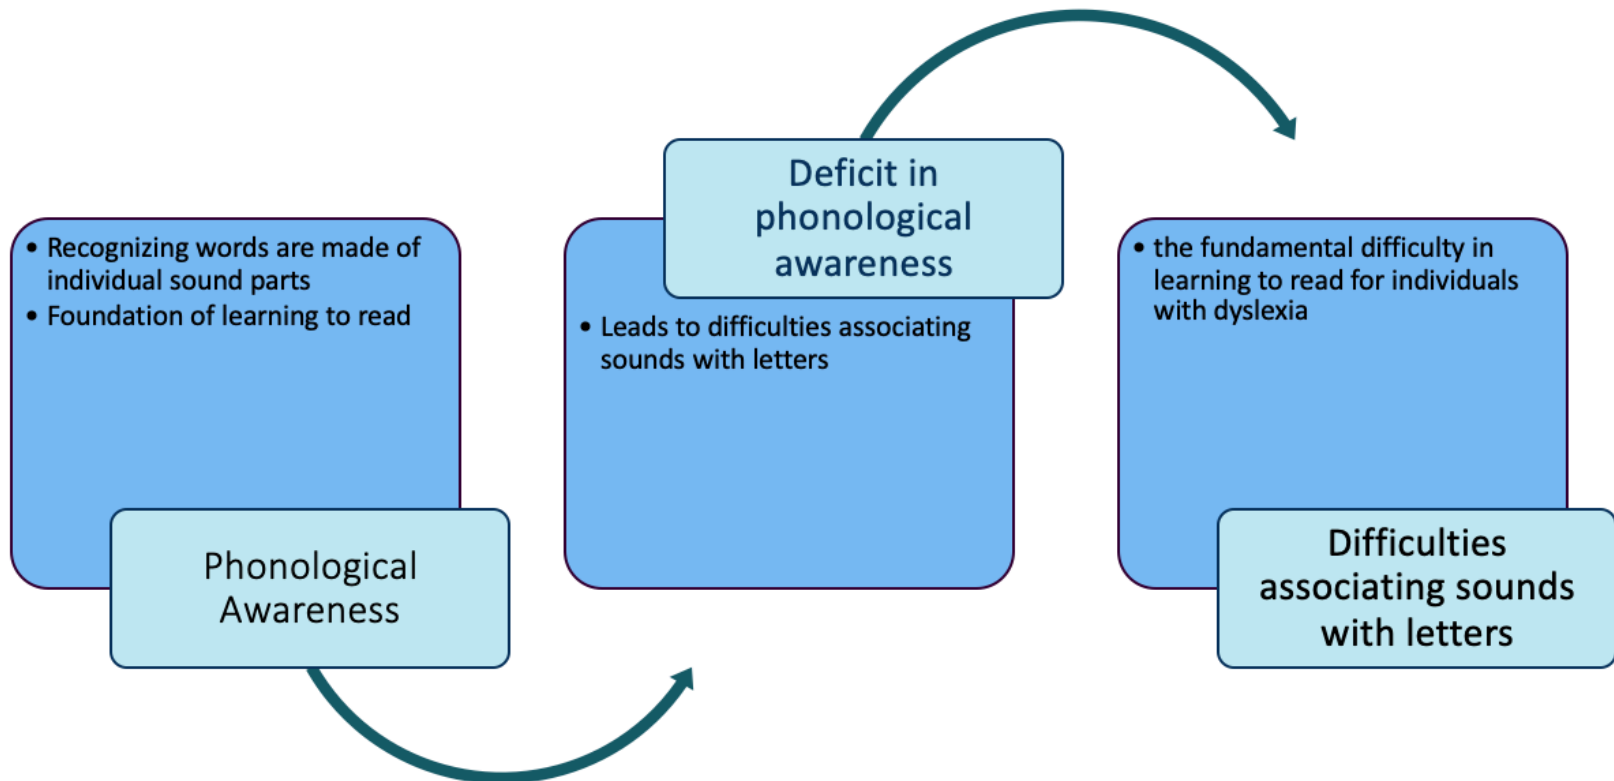 • Recognizing words are made of
individual sound parts
• Foundation of learning to read
Phonological
Awareness
Deficit in
phonological
awareness
• Leads to difficulties associating
sounds with letters
• the fundamental difficulty in
learning to read for individuals
with dyslexia
Difficulties
associating sounds
with letters